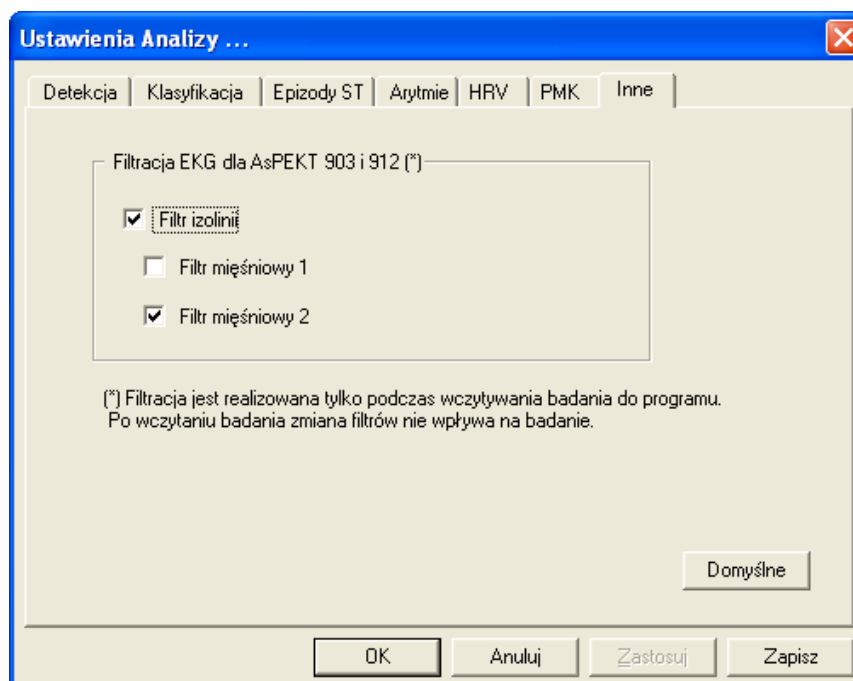 Ustawienia Analizy ...
Detekcja Klasyfikacja Epizody ST Arytmie HRV PMK Inne
Filtracja EKG dla AsPEKT 903 i 912 (*)
Filtr izolinii
Filtr mięśniowy 1
Filtr mięśniowy 2
(*) Filtracja jest realizowana tylko podczas wczytywania badania do programu.
Po wczytaniu badania zmiana filtrów nie wpływa na badanie.
Domyślne
OK Anuluj Zastosuj Zapisz